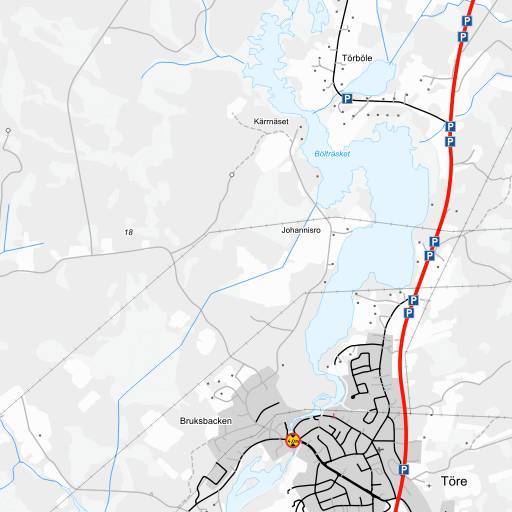 P
P
Törböle
P
Kärrnäset
P
P
Bölträsket
Johannisro
18
P
P
P
P
Bruksbacken
P
Töre